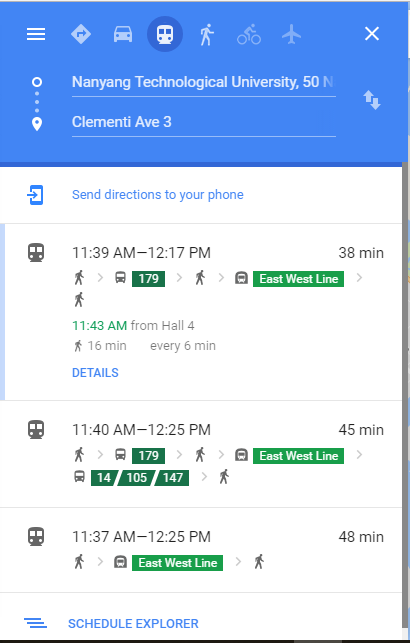 Nanyang Technological University, 50 N
Clementi Ave 3
Send directions to your phone
11:39 AM—12:17 PM 38 min
179 East West Line
11:43 AM from Hall 4
16 min every 6 min
DETAILS
11:40 AM—12:25 PM 45 min
179 East West Line
14 / 105 / 147
11:37 AM—12:25 PM 48 min
East West Line
SCHEDULE EXPLORER